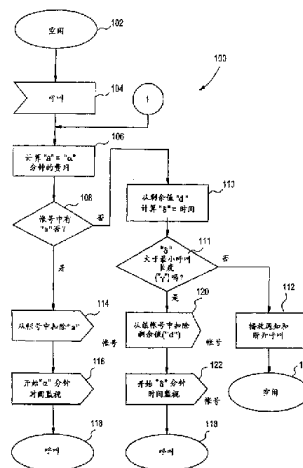 空闲
102
100
呼叫
104
1
计算"a"="α"
分钟的费用
106
帐号中有
"a"否?
108
否
是
从剩余值"d"
计算"δ"=时间
110
"δ"
大于最小呼叫
长度
("γ")吗?
111
否
是
播放通知和
断开呼叫
112
空闲
从帐号中扣除"a"
114
帐号
开始"α"分钟
时间监视
116
呼叫
118
从组帐号中扣除
剩余值("d")
120
帐号
开始"δ"分钟
时间监视
122
帐号
呼叫
118